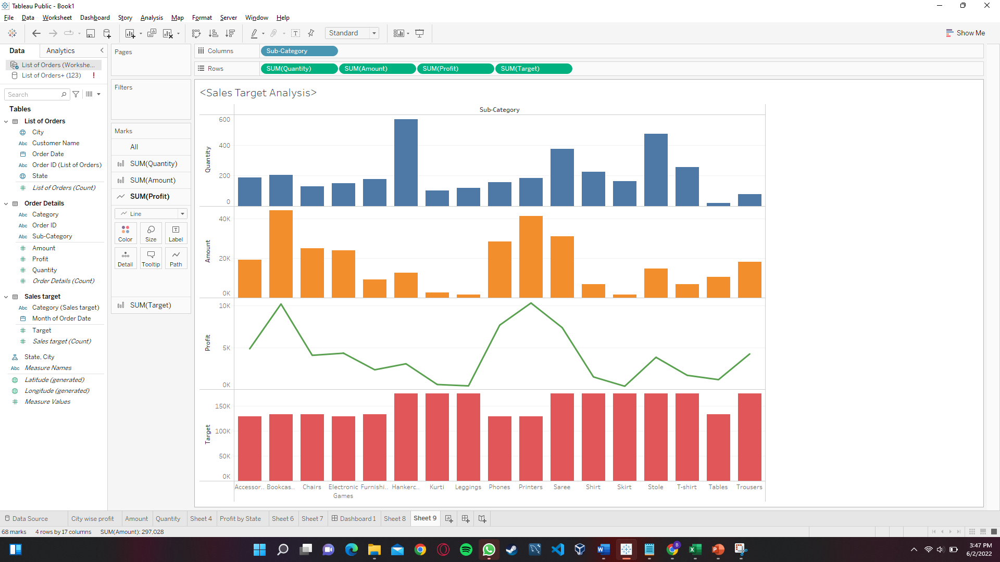 Tableau Public - Book1
File Data Worksheet Dashboard Story Analysis Map Format Server Window Help
Standard
Show Me
Data Analytics
List of Orders (Workshe...
List of Orders+ (123) !
Search
Tables
List of Orders
City
Abc Customer Name
Order Date
Abc Order ID (List of Orders)
State
# List of Orders (Count)
Order Details
Abc Category
Abc Order ID
Abc Sub-Category
# Amount
# Profit
# Quantity
# Order Details (Count)
Sales target
Abc Category (Sales target)
Month of Order Date
# Target
# Sales target (Count)
State, City
Abc Measure Names
Latitude (generated)
Longitude (generated)
# Measure Values
Pages
Filters
Marks
All
SUM(Quantity)
SUM(Amount)
SUM(Profit)
Line
Color Size Label
Detail Tooltip Path
SUM(Target)
Columns Sub-Category
Rows SUM(Quantity) SUM(Amount) SUM(Profit) SUM(Target)
<Sales Target Analysis>
Sub-Category
Quantity
600
400
200
0
Amount
40K
20K
0K
Profit
10K
5K
0K
Target
150K
100K
50K
0K
Accessor.. Bookcas.. Chairs Electronic Games Furnishi.. Hankerc.. Kurti Leggings Phones Printers Saree Shirt Skirt Stole T-shirt Tables Trousers
Data Source City wise profit Amount Quantity Sheet 4 Profit by State Sheet 6 Sheet 7 Dashboard 1 Sheet 8 Sheet 9
68 marks 4 rows by 17 columns SUM(Amount): 297,028
B
3:47 PM
6/2/2022